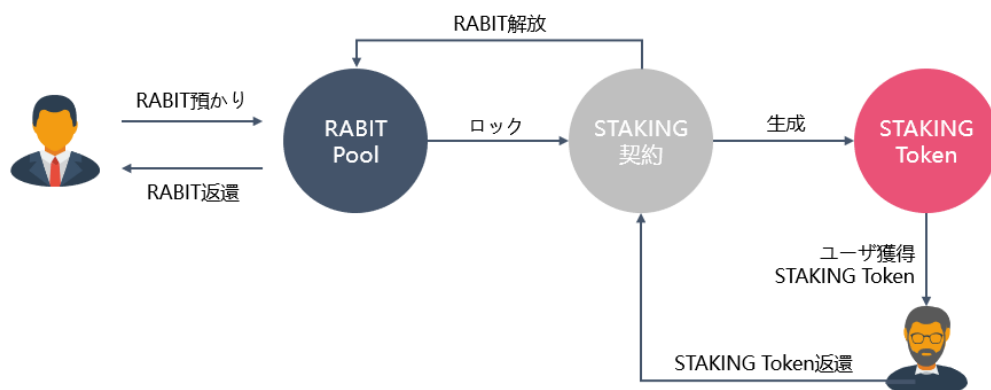 RABIT解放
RABIT預かり
RABIT
Pool
ロック
STAKING
契約
生成
STAKING
Token
RABIT返還
ユーザ獲得
STAKING Token
STAKING Token返還